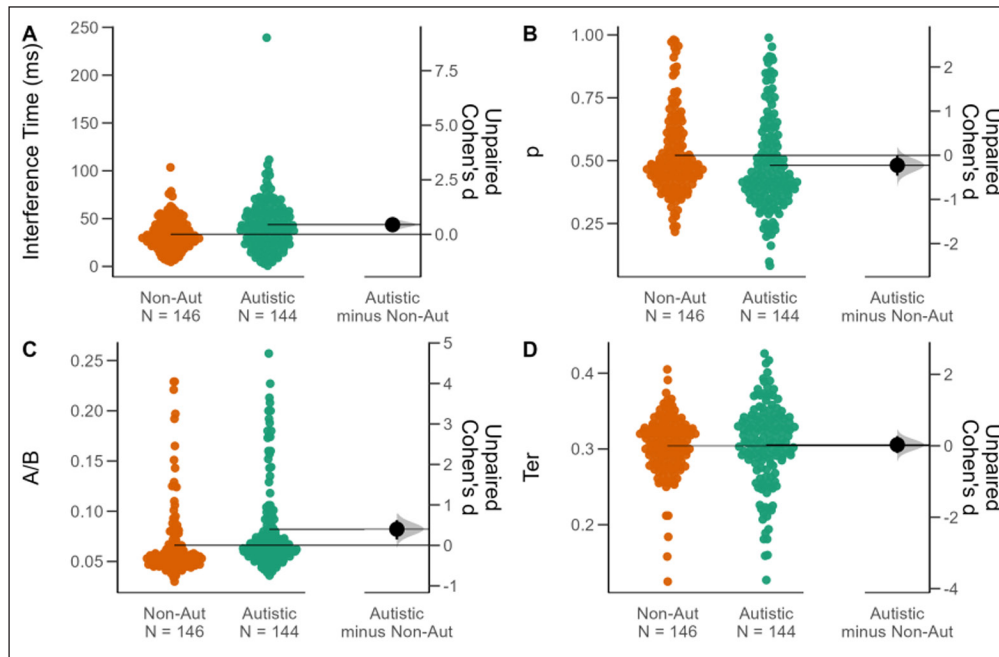 A
Interference Time (ms)
250
200
150
100
50
0
7.5
5.0
2.5
0.0
Unpaired
Cohen's d
Non-Aut
N = 146
Autistic
N = 144
Autistic
minus Non-Aut
B
p
1.00
0.75
0.50
0.25
2
1
0
-1
-2
Unpaired
Cohen's d
Non-Aut
N = 146
Autistic
N = 144
Autistic
minus Non-Aut
C
A/B
0.25
0.20
0.15
0.10
0.05
5
4
3
2
1
0
-1
Unpaired
Cohen's d
Non-Aut
N = 146
Autistic
N = 144
Autistic
minus Non-Aut
D
Ter
0.4
0.3
0.2
2
0
-2
-4
Unpaired
Cohen's d
Non-Aut
N = 146
Autistic
N = 144
Autistic
minus Non-Aut